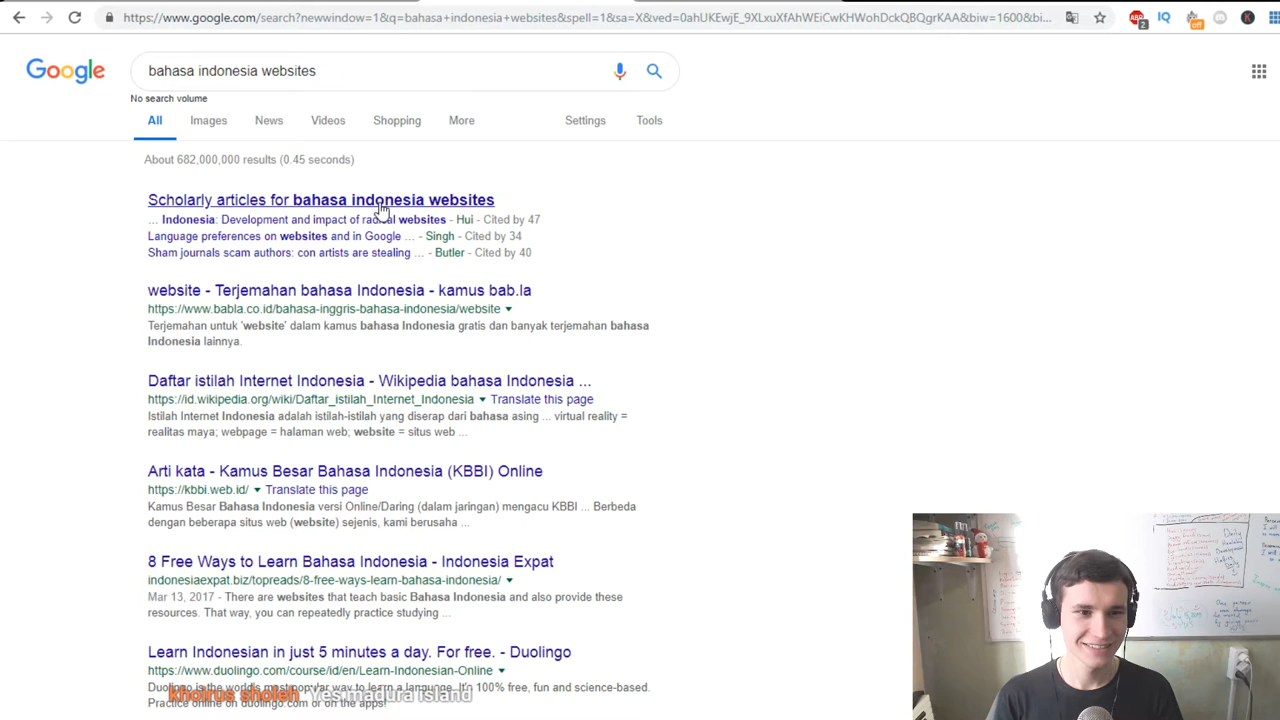 https://www.google.com/search?newwindow=1&q=bahasa+indonesia+websites&spell=1&sa=X&ved=0ahUKEwjE_9XLxuXfAhWEiCwKHWohDckQBQgrKAA&biw=1600&bi...
Google
bahasa indonesia websites
No search volume
All Images News Videos Shopping More Settings Tools
About 682,000,000 results (0.45 seconds)
Scholarly articles for bahasa indonesia websites
... Indonesia: Development and impact of radical websites - Hui - Cited by 47
Language preferences on websites and in Google ... - Singh - Cited by 34
Sham journals scam authors: con artists are stealing ... - Butler - Cited by 40
website - Terjemahan bahasa Indonesia - kamus bab.la
https://www.babla.co.id/bahasa-inggris-bahasa-indonesia/website
Terjemahan untuk 'website' dalam kamus bahasa Indonesia gratis dan banyak terjemahan bahasa
Indonesia lainnya.
Daftar istilah Internet Indonesia - Wikipedia bahasa Indonesia ...
https://id.wikipedia.org/wiki/Daftar_istilah_Internet_Indonesia Translate this page
Istilah Internet Indonesia adalah istilah-istilah yang diserap dari bahasa asing ... virtual reality =
realitas maya; webpage = halaman web; website = situs web ...
Arti kata - Kamus Besar Bahasa Indonesia (KBBI) Online
https://kbbi.web.id/ Translate this page
Kamus Besar Bahasa Indonesia versi Online/Daring (dalam jaringan) mengacu KBBI ... Berbeda
dengan beberapa situs web (website) sejenis, kami berusaha ...
8 Free Ways to Learn Bahasa Indonesia - Indonesia Expat
indonesiaexpat.biz/topreads/8-free-ways-learn-bahasa-indonesia/
Mar 13, 2017 - There are websites that teach basic Bahasa Indonesia and also provide these
resources. That way, you can repeatedly practice studying ...
Learn Indonesian in just 5 minutes a day. For free. - Duolingo
https://www.duolingo.com/course/id/en/Learn-Indonesian-Online
Duolingo is the world's most popular way to learn a language. It's 100% free, fun and science-based.
khoirus sholeh Yes madura island
Practice online on duolingo.com or on the apps!